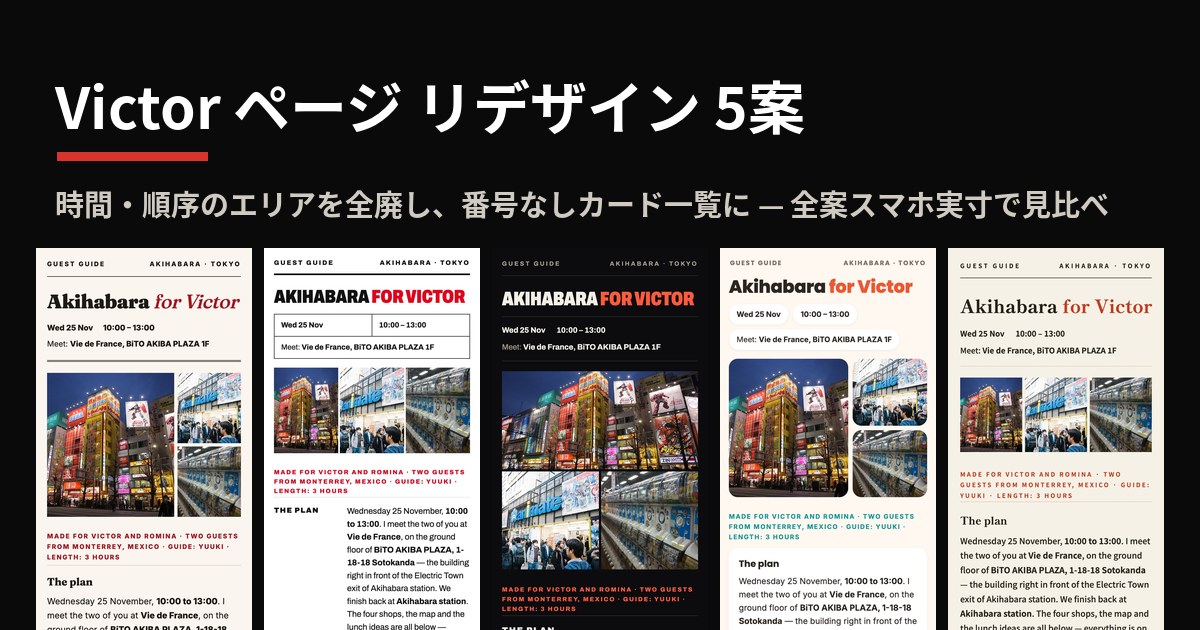 Victor ページ リデザイン 5案
時間・順序のエリアを全廃し、番号なしカード一覧に — 全案スマホ実寸で見比べ
GUEST GUIDE AKIHABARA · TOKYO
Akihabara for Victor
Wed 25 Nov 10:00 – 13:00
Meet: Vie de France, BiTO AKIBA PLAZA 1F
MADE FOR VICTOR AND ROMINA · TWO GUESTS
FROM MONTERREY, MEXICO · GUIDE: YUUKI ·
LENGTH: 3 HOURS
The plan
Wednesday 25 November, 10:00 to 13:00. I
meet the two of you at Vie de France, on the
ground floor of BiTO AKIBA PLAZA, 1-18-18
GUEST GUIDE AKIHABARA · TOKYO
AKIHABARA FOR VICTOR
Wed 25 Nov 10:00 – 13:00
Meet: Vie de France, BiTO AKIBA PLAZA 1F
MADE FOR VICTOR AND ROMINA · TWO GUESTS
FROM MONTERREY, MEXICO · GUIDE: YUUKI ·
LENGTH: 3 HOURS
THE PLAN
Wednesday 25 November, 10:00
to 13:00. I meet the two of you at
Vie de France, on the ground
floor of BiTO AKIBA PLAZA, 1-
18-18 Sotokanda — the building
right in front of the Electric Town
exit of Akihabara station. We
finish back at Akihabara station.
The four shops, the map and
the lunch ideas are all below —
GUEST GUIDE AKIHABARA · TOKYO
AKIHABARA FOR VICTOR
Wed 25 Nov 10:00 – 13:00
Meet: Vie de France, BiTO AKIBA PLAZA 1F
MADE FOR VICTOR AND ROMINA · TWO GUESTS
FROM MONTERREY, MEXICO · GUIDE: YUUKI ·
LENGTH: 3 HOURS
THE PLAN
GUEST GUIDE AKIHABARA · TOKYO
Akihabara for Victor
Wed 25 Nov 10:00 – 13:00
Meet: Vie de France, BiTO AKIBA PLAZA 1F
MADE FOR VICTOR AND ROMINA · TWO GUESTS
FROM MONTERREY, MEXICO · GUIDE: YUUKI ·
LENGTH: 3 HOURS
The plan
Wednesday 25 November, 10:00 to 13:00. I
meet the two of you at Vie de France, on the
ground floor of BiTO AKIBA PLAZA, 1-18-18
Sotokanda — the building right in front of the
GUEST GUIDE AKIHABARA · TOKYO
Akihabara for Victor
Wed 25 Nov 10:00 – 13:00
Meet: Vie de France, BiTO AKIBA PLAZA 1F
MADE FOR VICTOR AND ROMINA · TWO
GUESTS FROM MONTERREY, MEXICO · GUIDE:
YUUKI · LENGTH: 3 HOURS
The plan
Wednesday 25 November, 10:00 to 13:00. I meet
the two of you at Vie de France, on the ground
floor of BiTO AKIBA PLAZA, 1-18-18 Sotokanda
— the building right in front of the Electric Town
exit of Akihabara station. We finish back at
Akihabara station. The four shops, the map and
the lunch ideas are all below — everything is on